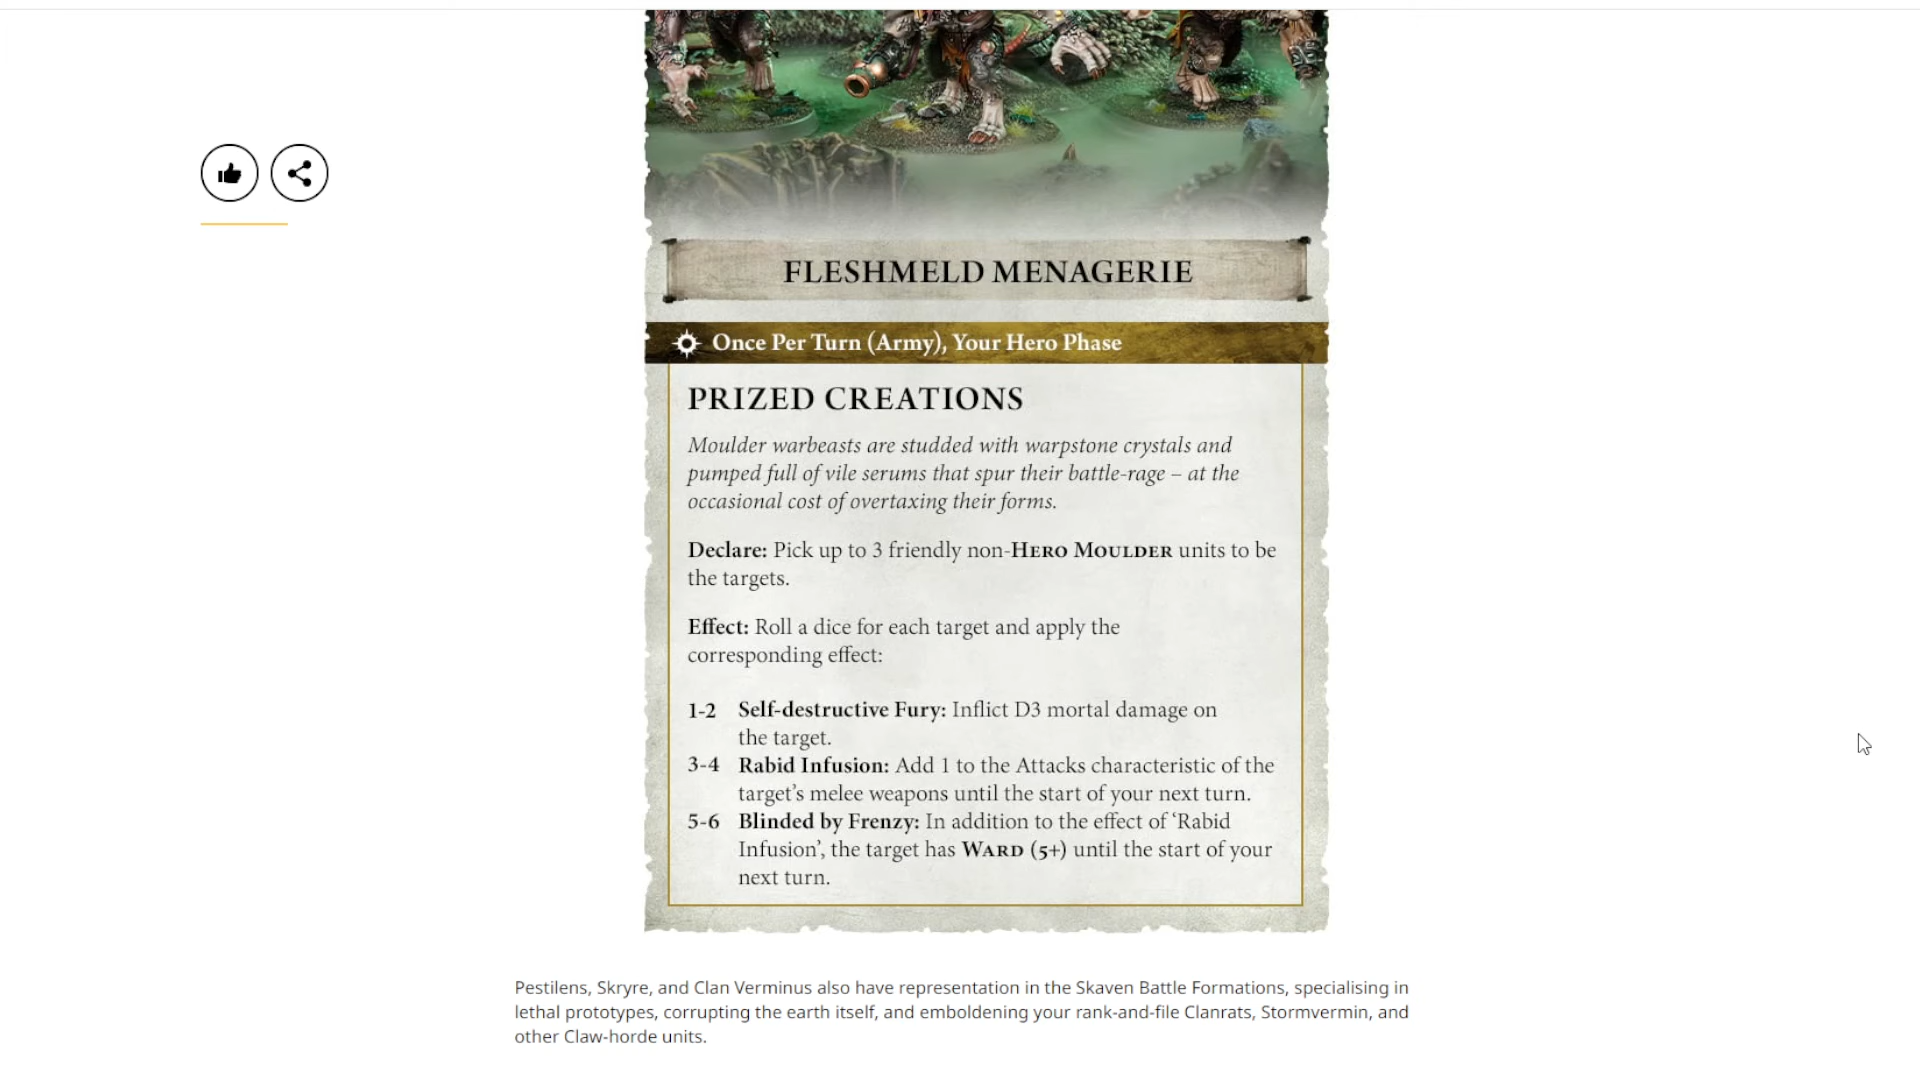 FLESHMELD MENAGERIE
Once Per Turn (Army), Your Hero Phase
PRIZED CREATIONS
Moulder warbeasts are studded with warpstone crystals and
pumped full of vile serums that spur their battle-rage – at the
occasional cost of overtaxing their forms.
Declare: Pick up to 3 friendly non-HERO MOULDER units to be
the targets.
Effect: Roll a dice for each target and apply the
corresponding effect:
1-2 Self-destructive Fury: Inflict D3 mortal damage on
the target.
3-4 Rabid Infusion: Add 1 to the Attacks characteristic of the
target’s melee weapons until the start of your next turn.
5-6 Blinded by Frenzy: In addition to the effect of ‘Rabid
Infusion’, the target has WARD (5+) until the start of your
next turn.
Pestilens, Skryre, and Clan Verminus also have representation in the Skaven Battle Formations, specialising in
lethal prototypes, corrupting the earth itself, and emboldening your rank-and-file Clanrats, Stormvermin, and
other Claw-horde units.